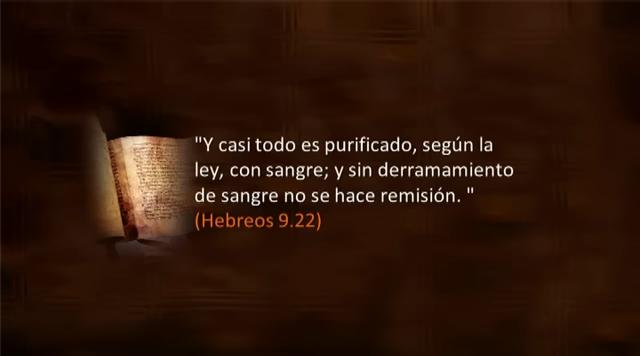 "Y casi todo es purificado, según la
ley, con sangre; y sin derramamiento
de sangre no se hace remisión. "
(Hebreos 9.22)